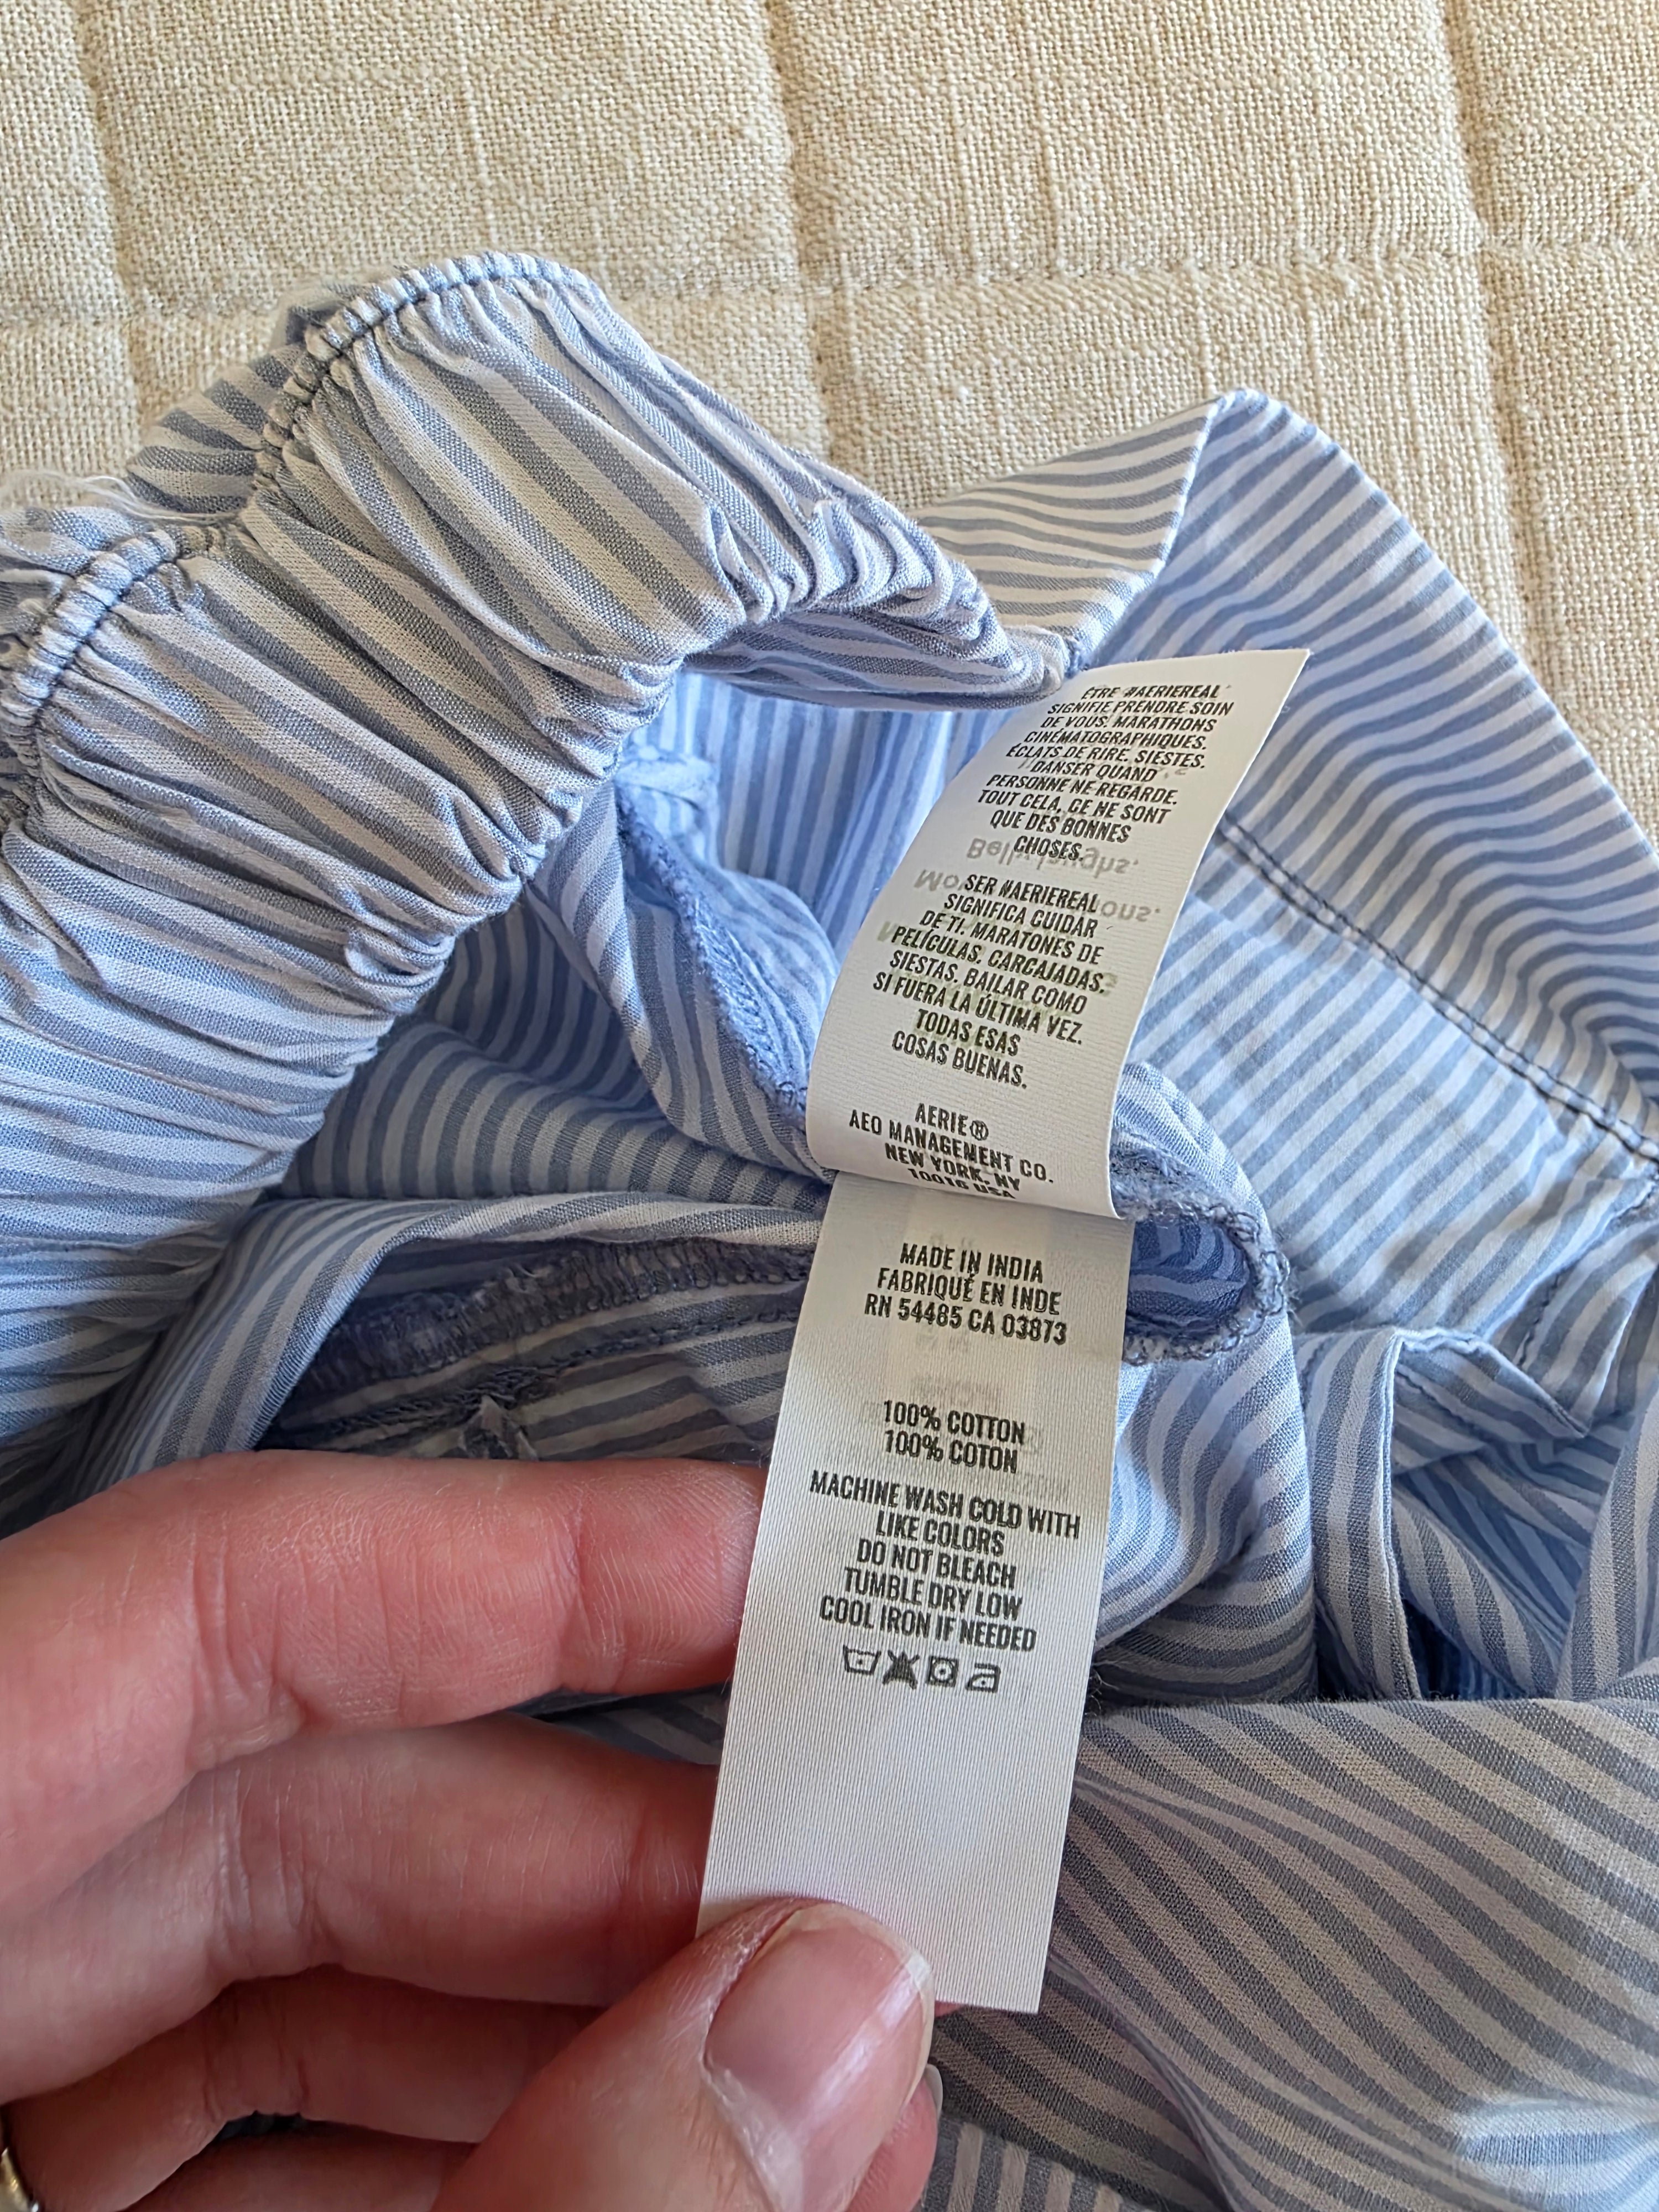 ÊTRE #AERIEREAL
SIGNIFIE PRENDRE SOIN
DE VOUS. MARATHONS
CINÉMATOGRAPHIQUES.
ÉCLATS DE RIRE. SIESTES.
DANSER QUAND
PERSONNE NE REGARDE.
TOUT CELA, CE NE SONT
QUE DES BONNES
CHOSES.
SER #AERIEREAL
SIGNIFICA CUIDAR
DE TI. MARATONES DE
PELÍCULAS. CARCAJADAS.
SIESTAS. BAILAR COMO
SI FUERA LA ÚLTIMA VEZ.
TODAS ESAS
COSAS BUENAS.
AERIE®
AEO MANAGEMENT CO.
NEW YORK, NY
10016 USA
MADE IN INDIA
FABRIQUÉ EN INDE
RN 54485 CA 03873
100% COTTON
100% COTON
MACHINE WASH COLD WITH
LIKE COLORS
DO NOT BLEACH
TUMBLE DRY LOW
COOL IRON IF NEEDED